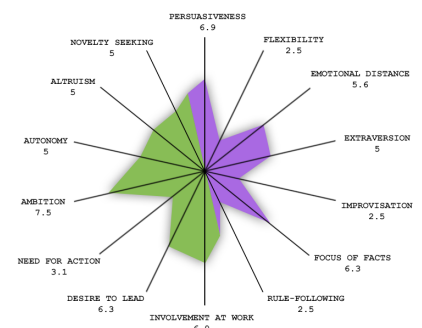 PERSUASIVENESS
6.9
FLEXIBILITY
2.5
EMOTIONAL DISTANCE
5.6
EXTRAVERSION
5
IMPROVISATION
2.5
FOCUS OF FACTS
6.3
RULE-FOLLOWING
2.5
INVOLVEMENT AT WORK
DESIRE TO LEAD
6.3
NEED FOR ACTION
3.1
AMBITION
7.5
AUTONOMY
5
ALTRUISM
5
NOVELTY SEEKING
5